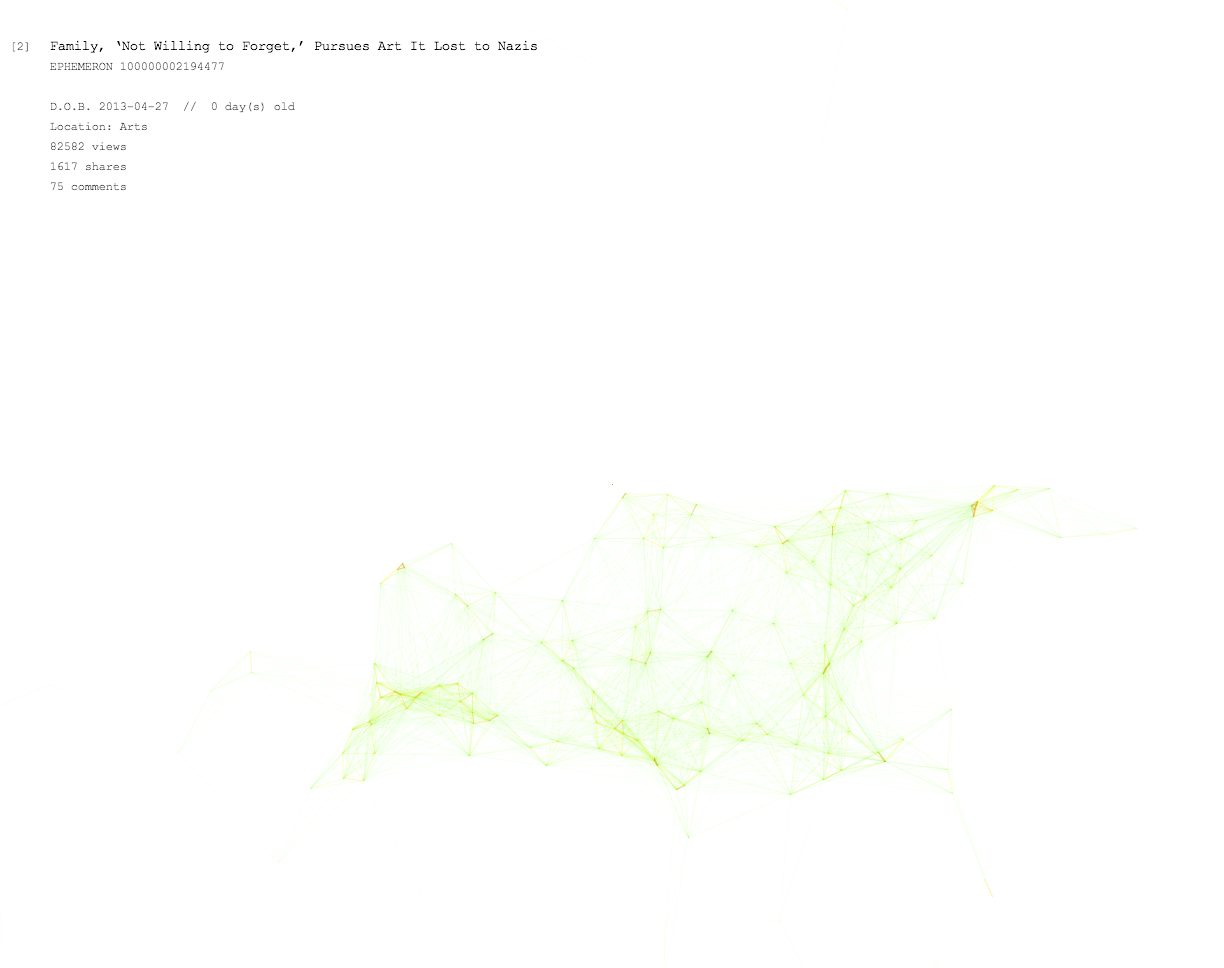 [2] Family, ‘Not Willing to Forget,’ Pursues Art It Lost to Nazis
EPHEMERON 100000002194477
D.O.B. 2013-04-27 // 0 day(s) old
Location: Arts
82582 views
1617 shares
75 comments